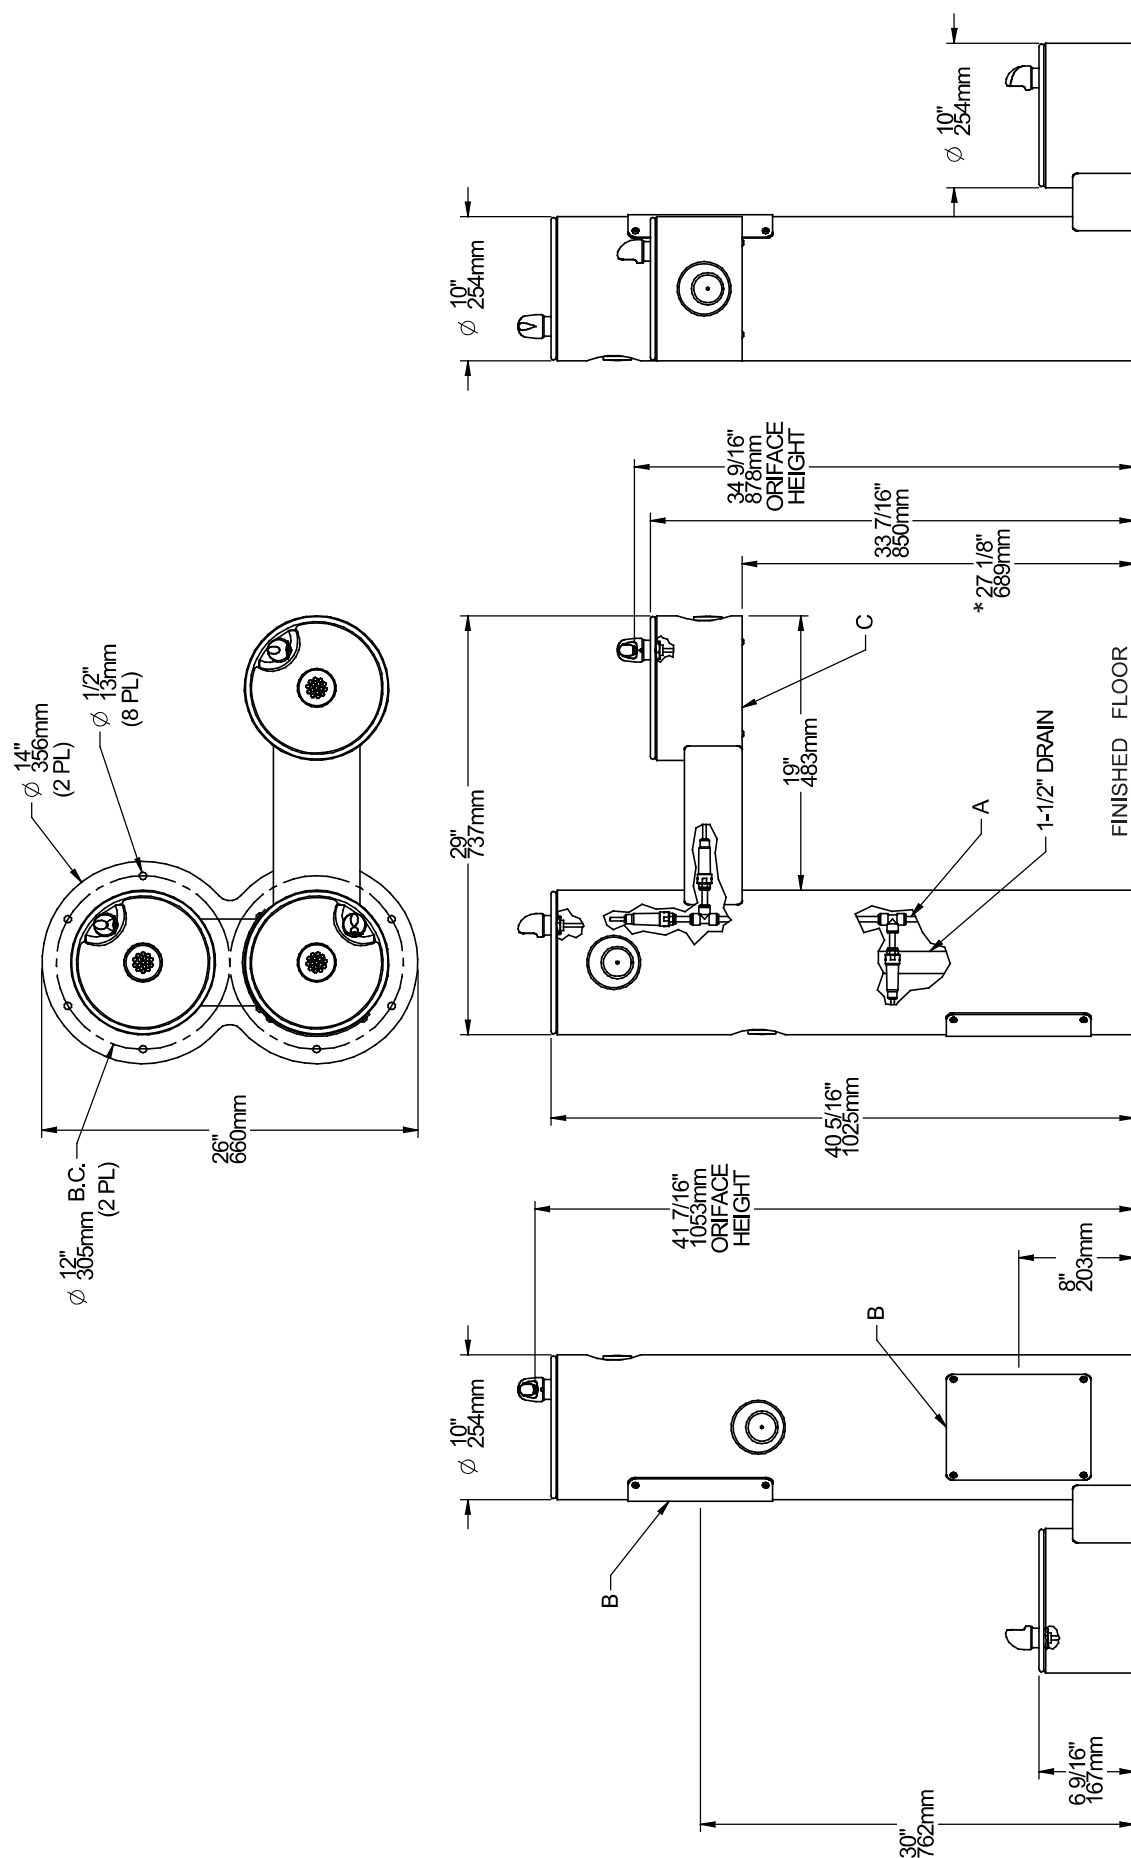 Ø 12"
305mm B.C.
(2 PL)
26"
660mm
Ø 14"
356mm
(2 PL)
Ø 1/2"
13mm
(8 PL)
Ø 10"
254mm
B
B
30"
762mm
6 9/16"
167mm
41 7/16"
1053mm
ORIFACE
HEIGHT
8"
203mm
40 5/16"
1025mm
29"
737mm
19"
483mm
C
A
1-1/2" DRAIN
FINISHED FLOOR
34 9/16"
878mm
ORIFACE
HEIGHT
33 7/16"
850mm
* 27 1/8"
689mm
Ø 10"
254mm
Ø 10"
254mm